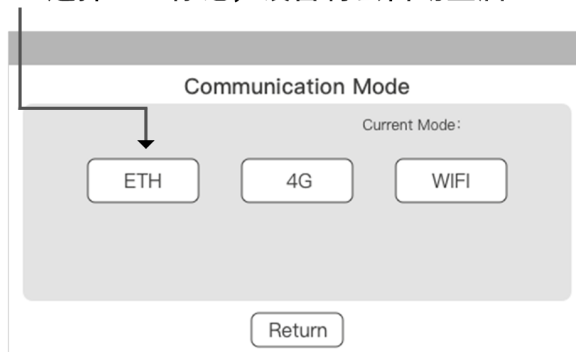 Communication Mode
Current Mode:
ETH
4G
WIFI
Return